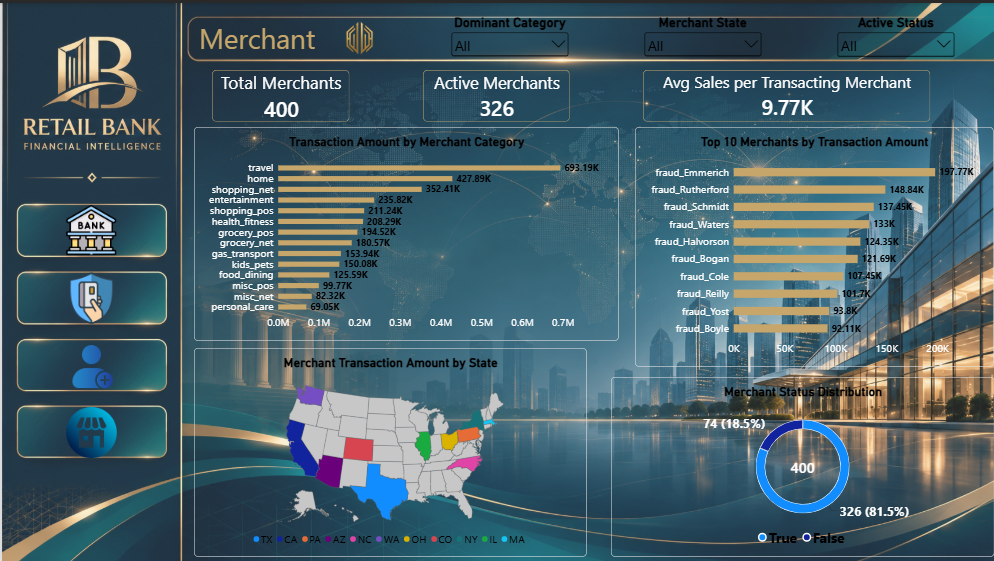 RETAIL BANK
FINANCIAL INTELLIGENCE
BANK
Merchant
Dominant Category
All
Merchant State
All
Active Status
All
Total Merchants
400
Active Merchants
326
Avg Sales per Transacting Merchant
9.77K
Transaction Amount by Merchant Category
travel 693.19K
home 427.89K
shopping_net 352.41K
entertainment 235.82K
shopping_pos 211.24K
health_fitness 208.29K
grocery_pos 194.52K
grocery_net 180.57K
gas_transport 153.94K
kids_pets 150.08K
food_dining 125.59K
misc_pos 99.77K
misc_net 82.32K
personal_care 69.05K
0.0M 0.1M 0.2M 0.3M 0.4M 0.5M 0.6M 0.7M
Top 10 Merchants by Transaction Amount
fraud_Emmerich 197.77K
fraud_Rutherford 148.84K
fraud_Schmidt 137.45K
fraud_Waters 133K
fraud_Halvorson 124.35K
fraud_Bogan 121.69K
fraud_Cole 107.45K
fraud_Reilly 101.7K
fraud_Yost 93.8K
fraud_Boyle 92.11K
0K 50K 100K 150K 200K
Merchant Transaction Amount by State
TX CA PA AZ NC WA OH CO NY IL MA
Merchant Status Distribution
74 (18.5%)
400
326 (81.5%)
True False